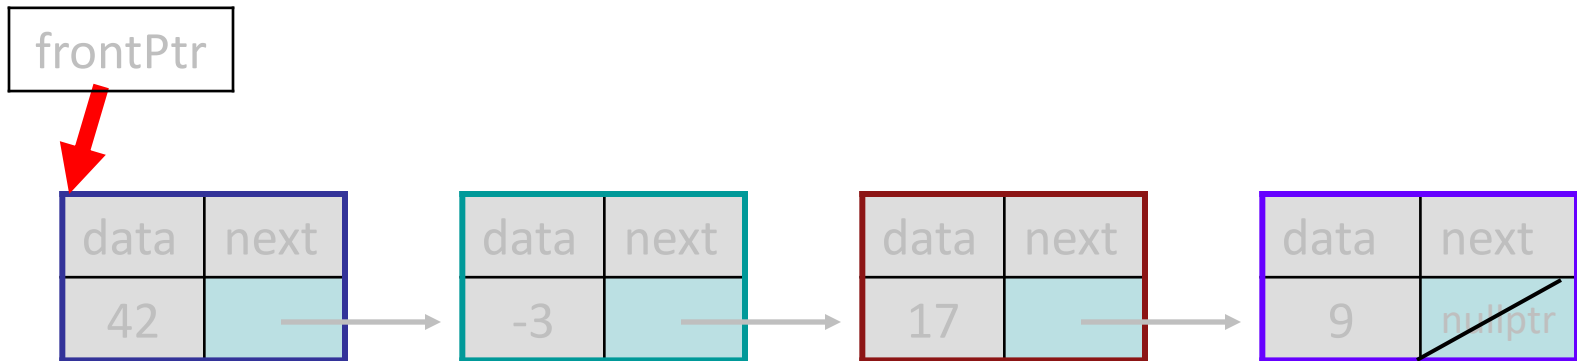 frontPtr
data next data next data next data next
42 -3 17 9 nullptr